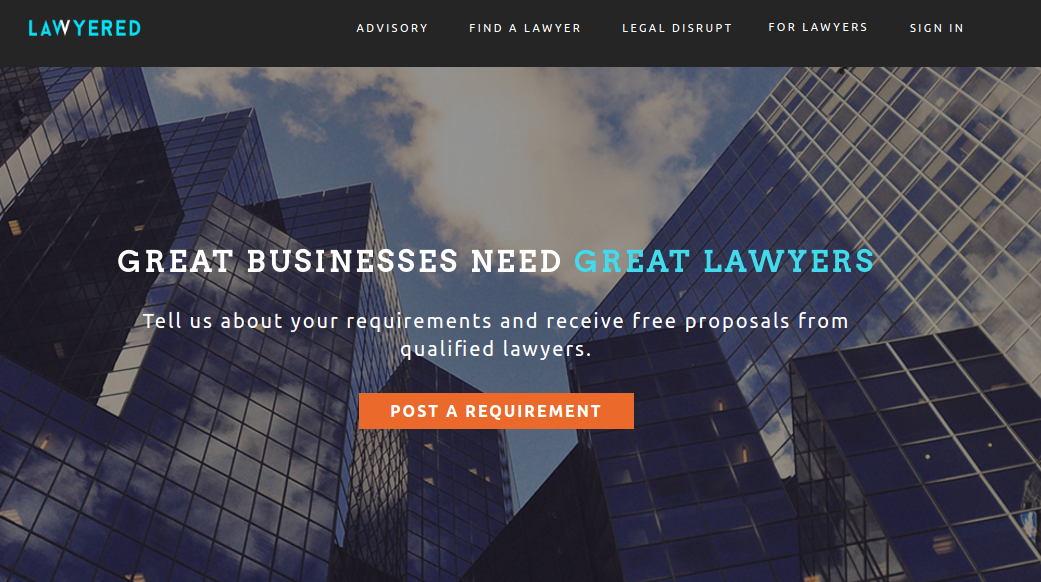 LAWYERED
ADVISORY FIND A LAWYER LEGAL DISRUPT FOR LAWYERS SIGN IN
GREAT BUSINESSES NEED GREAT LAWYERS
Tell us about your requirements and receive free proposals from
qualified lawyers.
POST A REQUIREMENT